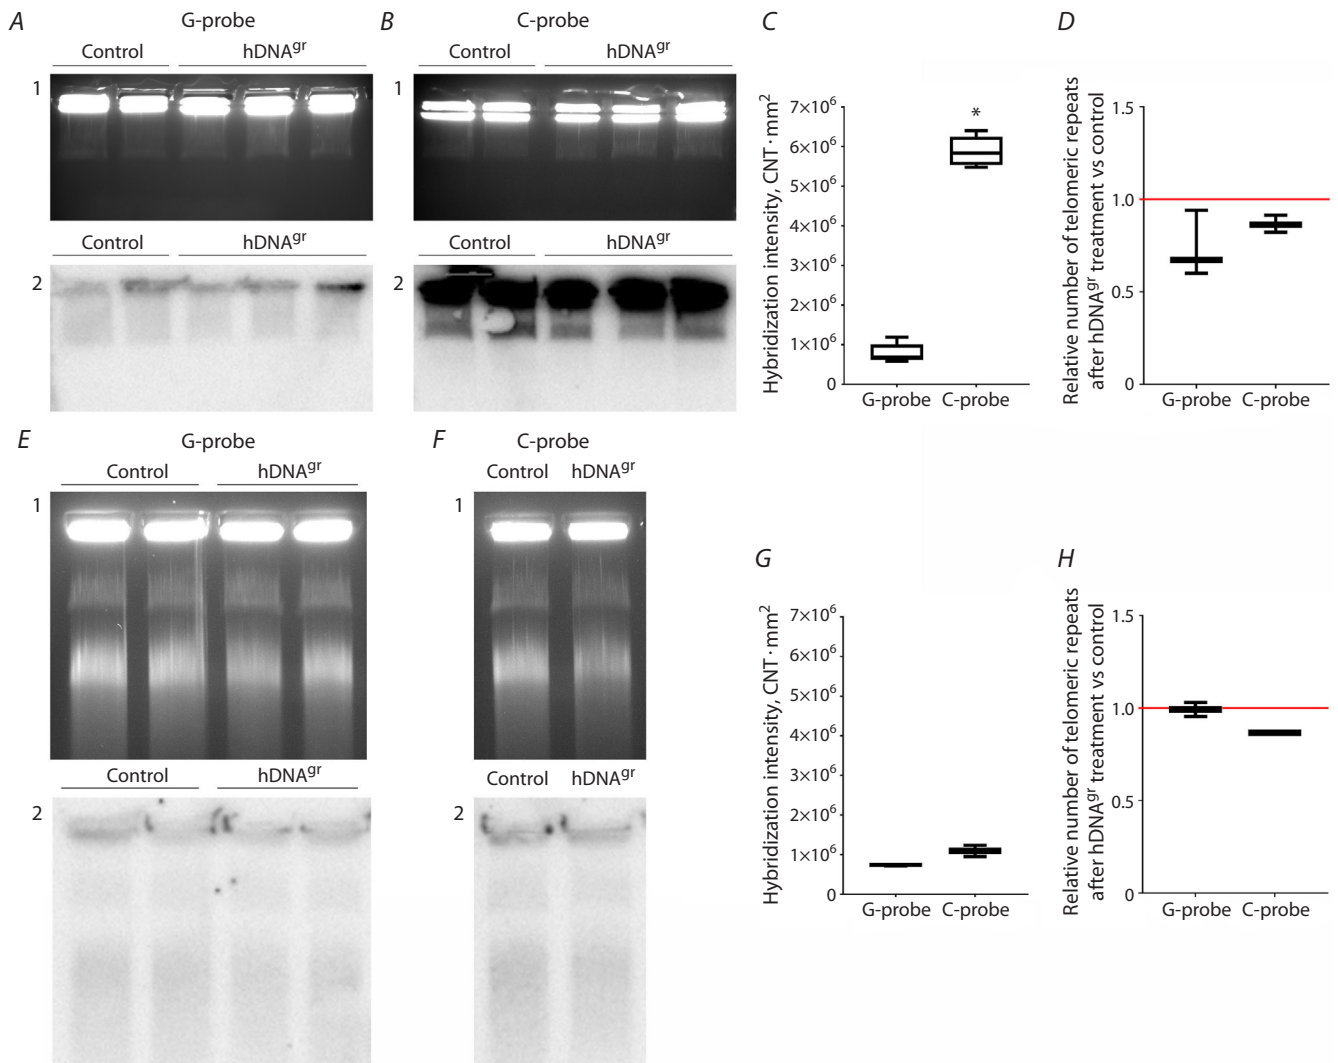 A
G-probe
Control hDNAgr
1
Control hDNAgr
2
B
C-probe
Control hDNAgr
1
Control hDNAgr
2
C
Hybridization intensity, CNT·mm²
7×10⁶
6×10⁶
5×10⁶
4×10⁶
3×10⁶
2×10⁶
1×10⁶
0
*
G-probe C-probe
D
Relative number of telomeric repeats
after hDNAgr treatment vs control
1.5
1.0
0.5
0
G-probe C-probe
E
G-probe
Control hDNAgr
1
Control hDNAgr
2
F
C-probe
Control hDNAgr
1
Control hDNAgr
2
G
Hybridization intensity, CNT·mm²
7×10⁶
6×10⁶
5×10⁶
4×10⁶
3×10⁶
2×10⁶
1×10⁶
0
G-probe C-probe
H
Relative number of telomeric repeats
after hDNAgr treatment vs control
1.5
1.0
0.5
0
G-probe C-probe